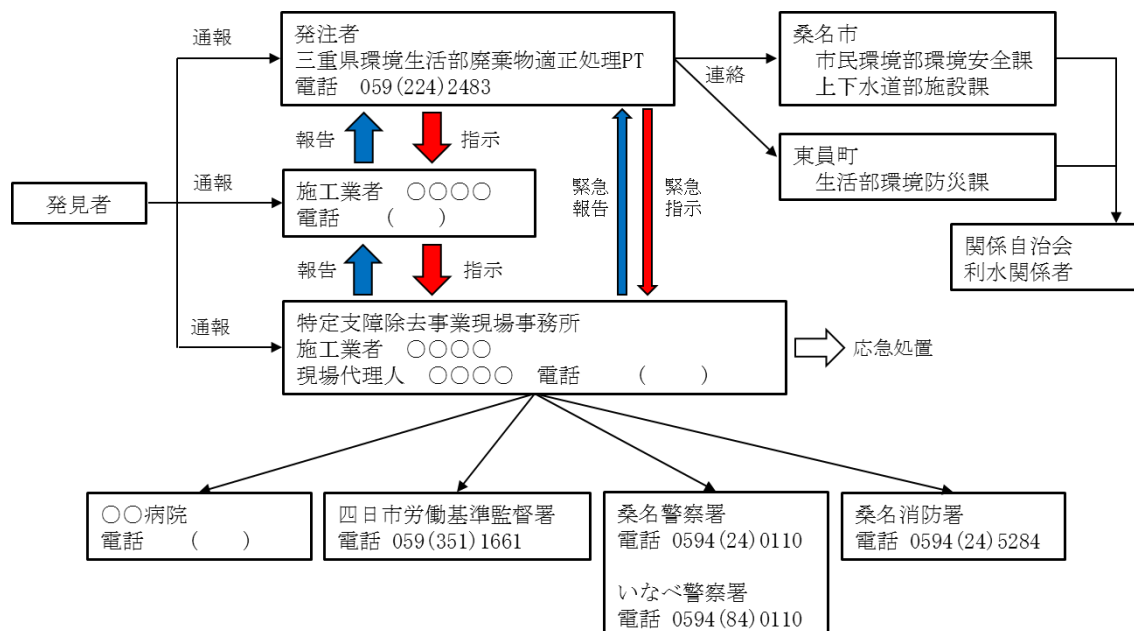 通報
発注者
三重県環境生活部廃棄物適正処理PT
電話 059(224)2483
連絡
桑名市
市民環境部環境安全課
上下水道部施設課
報告
指示
東員町
生活部環境防災課
発見者
通報
施工業者 ○○○○
電話 ( )
緊急
報告
緊急
指示
関係自治会
利水関係者
報告
指示
通報
特定支障除去事業現場事務所
施工業者 ○○○○
現場代理人 ○○○○ 電話 ( )
応急処置
○○病院
電話 ( )
四日市労働基準監督署
電話 059(351)1661
桑名警察署
電話 0594(24)0110
いなべ警察署
電話 0594(84)0110
桑名消防署
電話 0594(24)5284